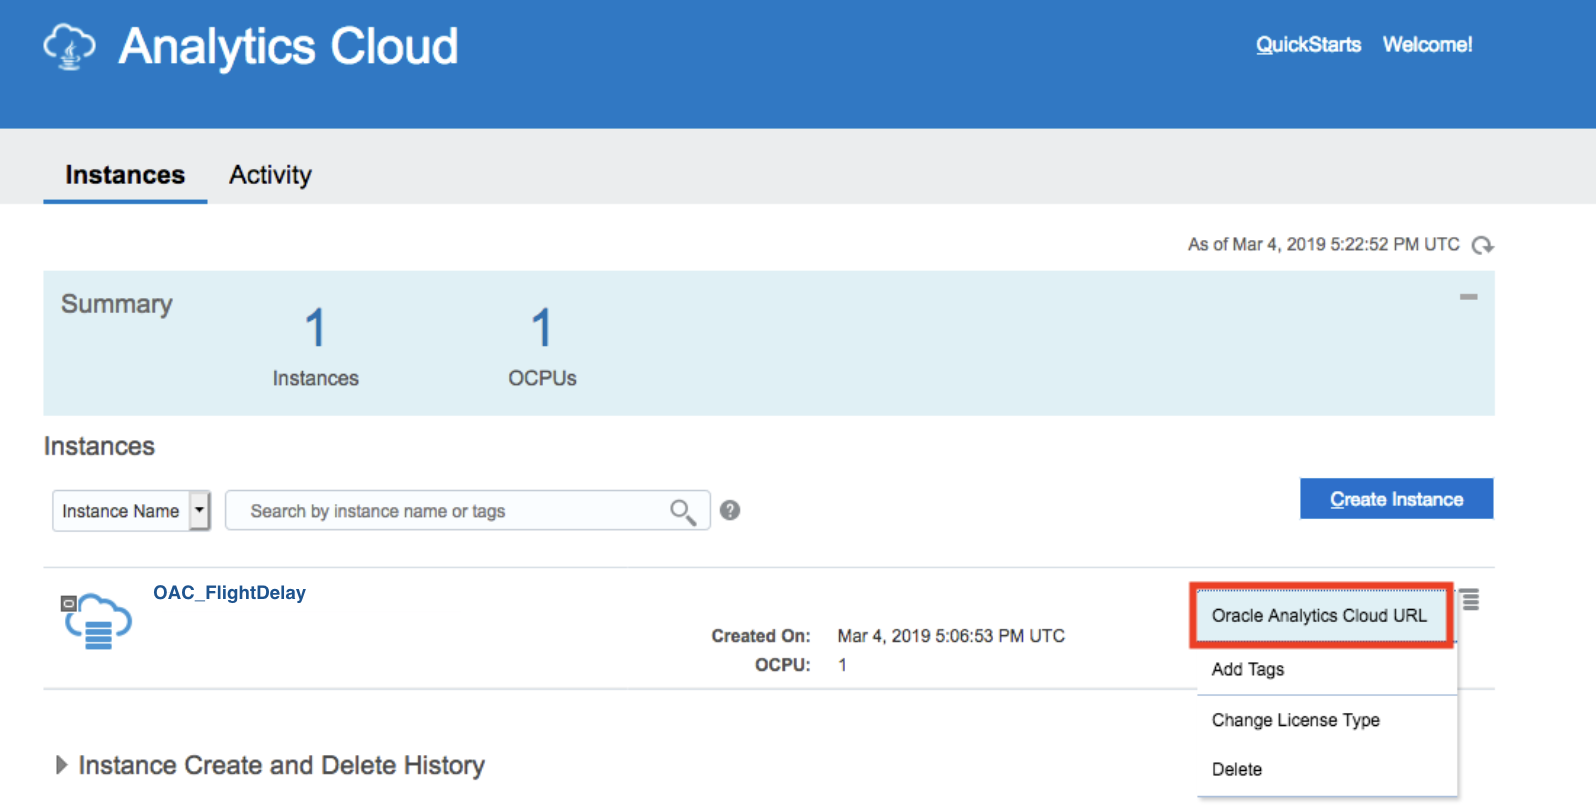 Analytics Cloud
QuickStarts Welcome!
Instances Activity
As of Mar 4, 2019 5:22:52 PM UTC
Summary
1 1
Instances OCPUs
Instances
Instance Name Search by instance name or tags ?
Create Instance
OAC_FlightDelay
Created On: Mar 4, 2019 5:06:53 PM UTC
OCPU: 1
Oracle Analytics Cloud URL
Add Tags
Change License Type
Delete
Instance Create and Delete History